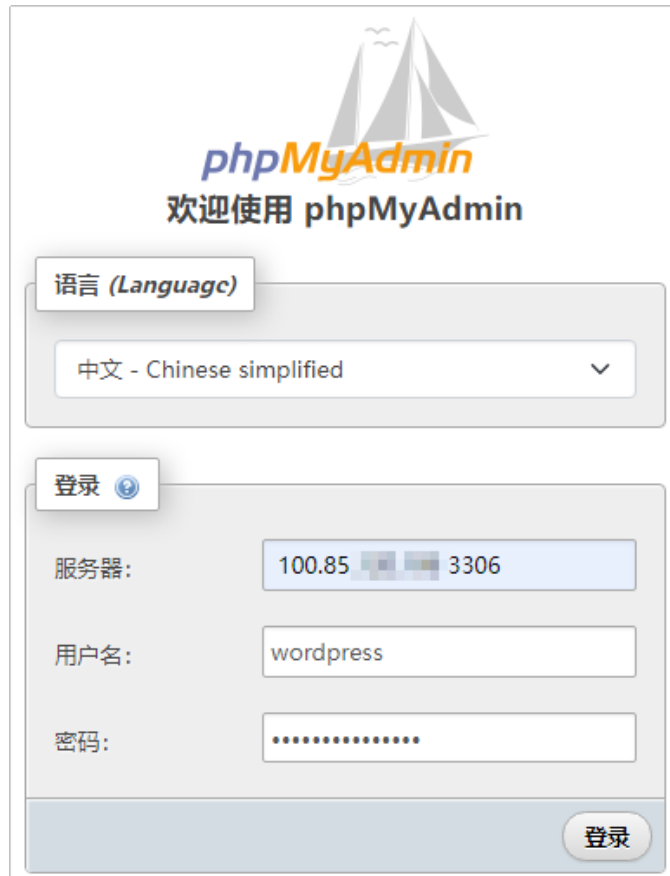 phpMyAdmin
欢迎使用 phpMyAdmin
语言 (Language)
中文 - Chinese simplified
登录
服务器: 100.85 3306
用户名: wordpress
密码: •••••••••••••••
登录